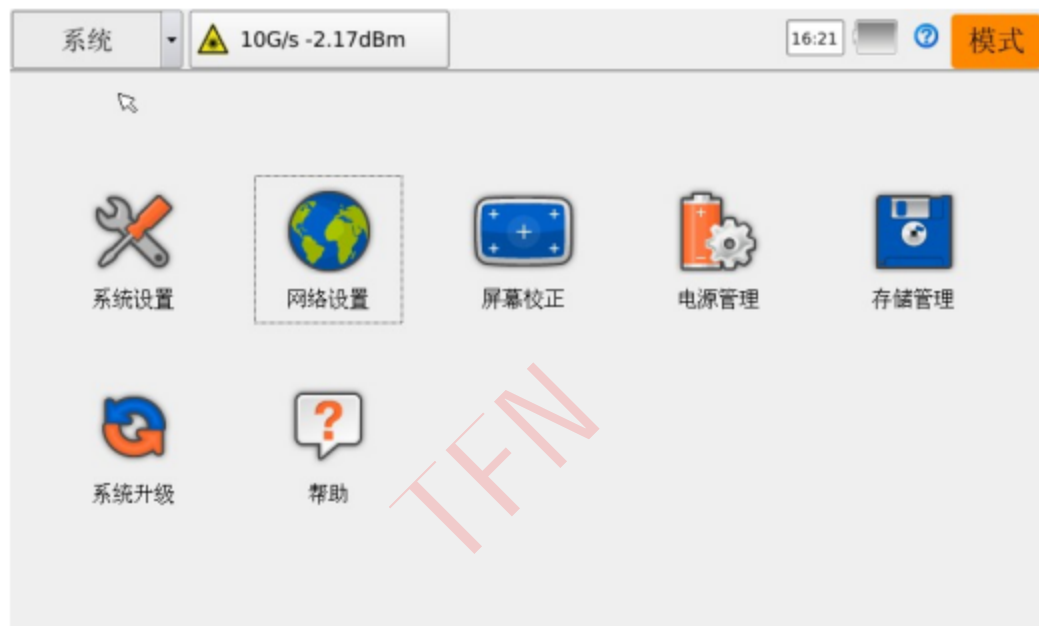 系统 10G/s -2.17dBm 16:21 模式
系统设置 网络设置 屏幕校正 电源管理 存储管理
系统升级 帮助
TFN